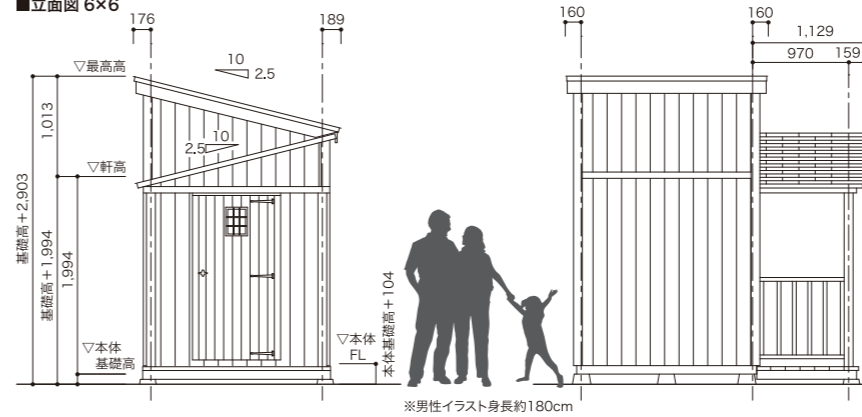 ■立面図 6×6
176
189
160
160
1,129
970
159
10
2.5
▽最高高
1,013
10
2.5
▽軒高
基礎高+2,903
基礎高+1,994
1,994
▽本体
基礎高
▽本体
FL
本体基礎高+104
※男性イラスト身長約180cm